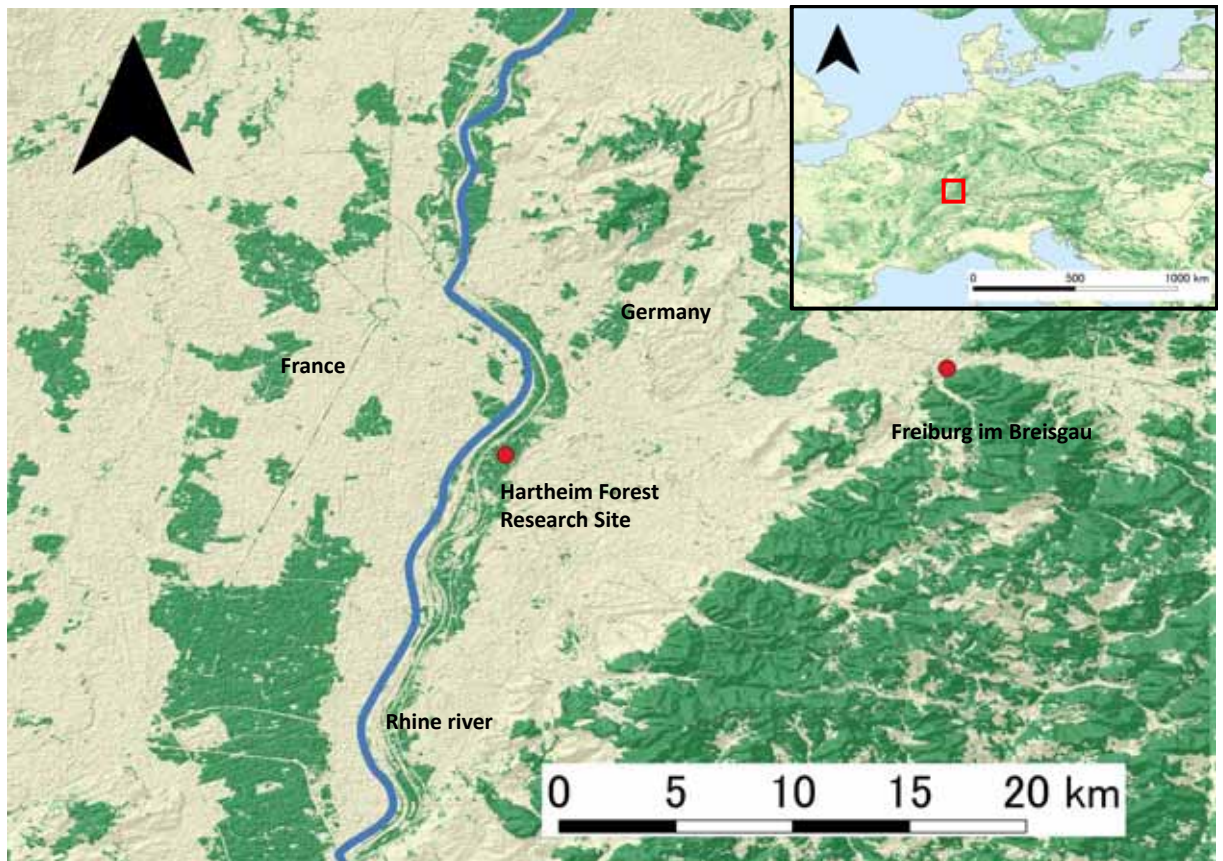 0 500 1000 km
Germany
France
Freiburg im Breisgau
Hartheim Forest
Research Site
Rhine river
0 5 10 15 20 km